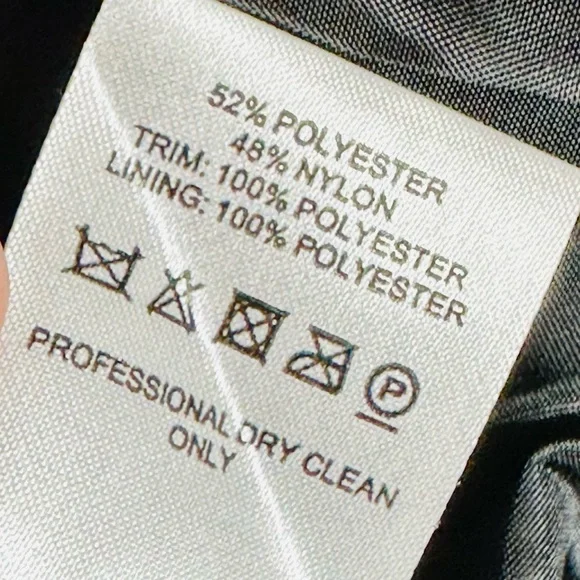 52% POLYESTER
48% NYLON
TRIM: 100% POLYESTER
LINING: 100% POLYESTER
P
PROFESSIONAL DRY CLEAN
ONLY